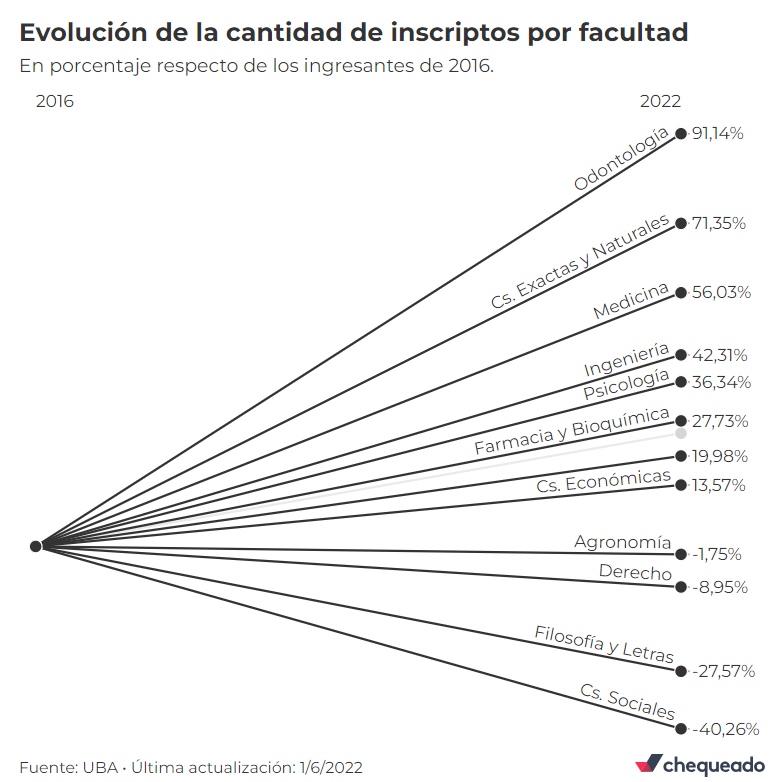 Evolución de la cantidad de inscriptos por facultad
En porcentaje respecto de los ingresantes de 2016.
2016 2022
Odontología 91,14%
Cs. Exactas y Naturales 71,35%
Medicina 56,03%
Ingeniería 42,31%
Psicología 36,34%
Farmacia y Bioquímica 27,73%
19,98%
Cs. Económicas 13,57%
Agronomía -1,75%
Derecho -8,95%
Filosofía y Letras -27,57%
Cs. Sociales -40,26%
Fuente: UBA • Última actualización: 1/6/2022
chequeado